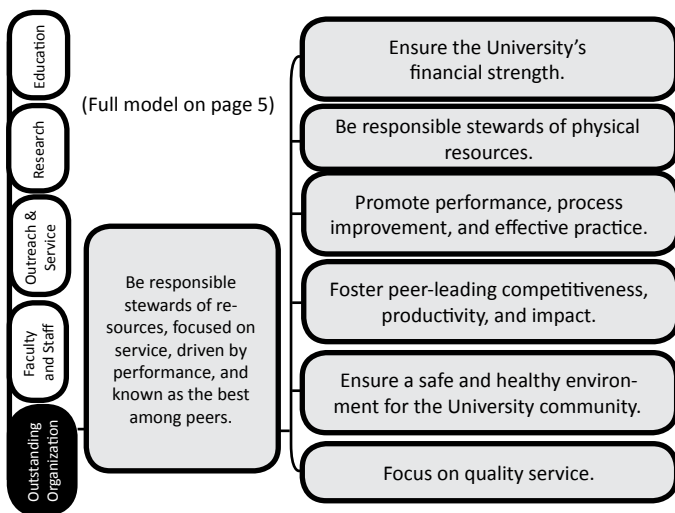 Education
Research
Outreach &
Service
Faculty
and Staff
Outstanding
Organization
(Full model on page 5)
Be responsible
stewards of re-
sources, focused on
service, driven by
performance, and
known as the best
among peers.
Ensure the University’s
financial strength.
Be responsible stewards of physical
resources.
Promote performance, process
improvement, and effective practice.
Foster peer-leading competitiveness,
productivity, and impact.
Ensure a safe and healthy environ-
ment for the University community.
Focus on quality service.